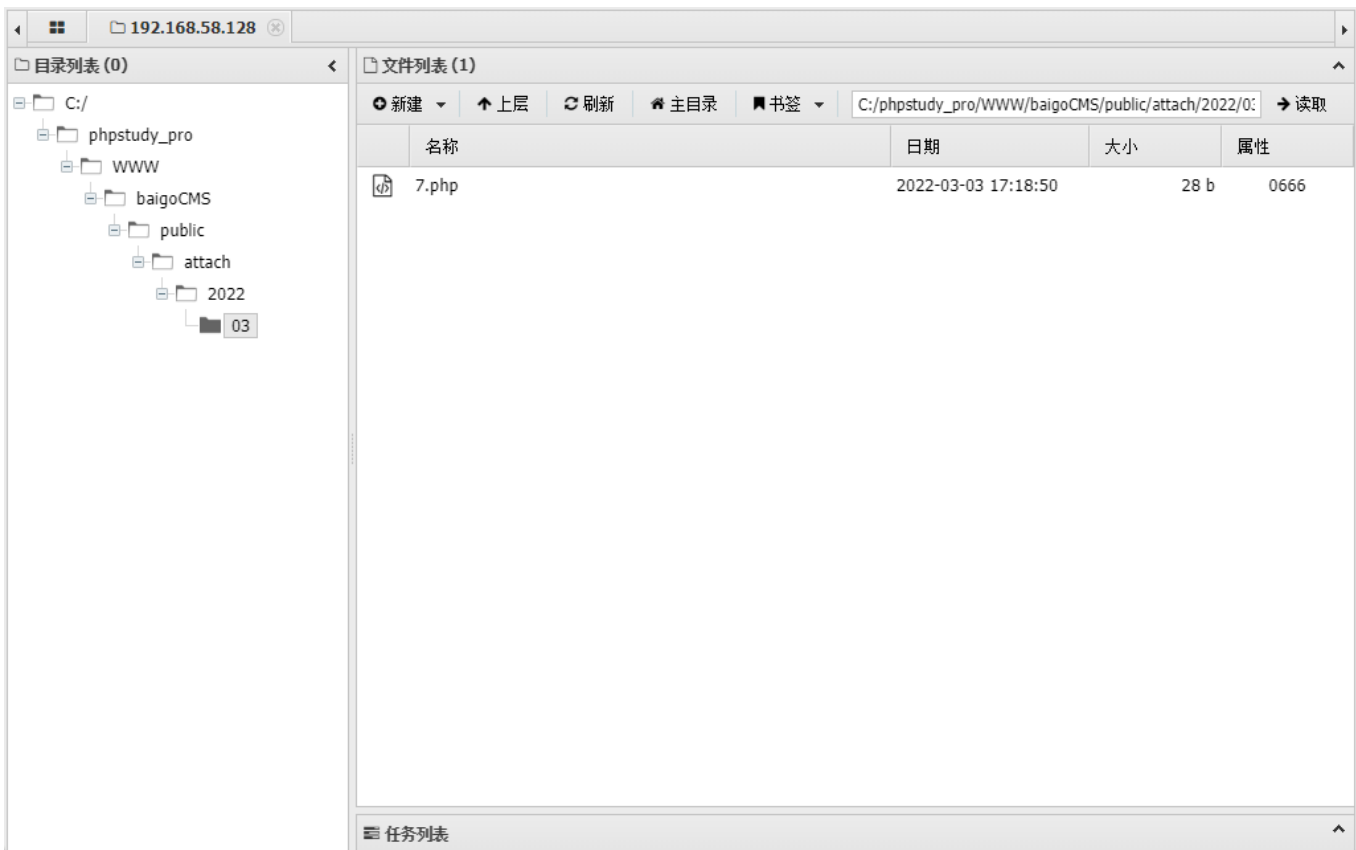 192.168.58.128
目录列表 (0)
文件列表 (1)
新建 上层 刷新 主目录 书签 C:/phpstudy_pro/WWW/baigoCMS/public/attach/2022/03 读取
名称 日期 大小 属性
7.php 2022-03-03 17:18:50 28 b 0666
C:/
phpstudy_pro
WWW
baigoCMS
public
attach
2022
03
任务列表